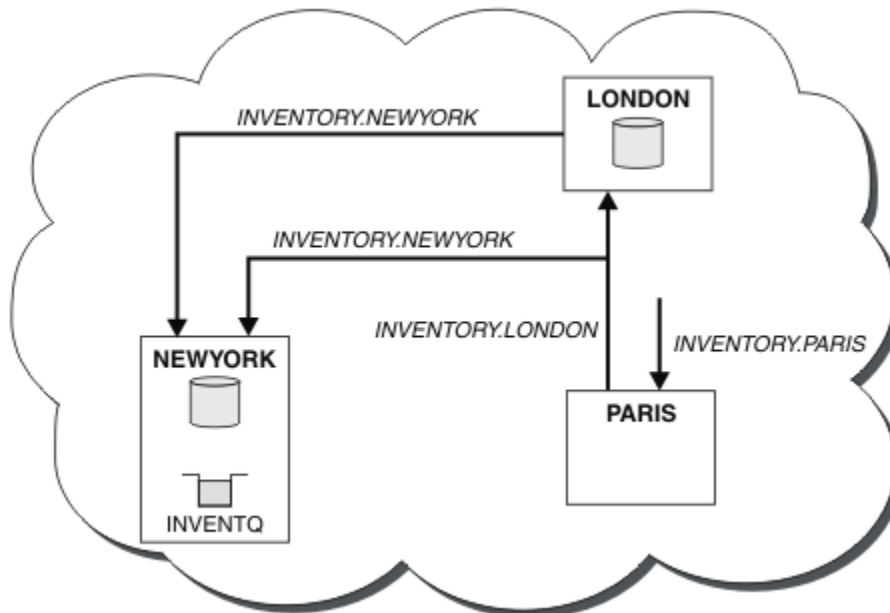 LONDON
INVENTORY.NEWYORK
INVENTORY.NEWYORK
INVENTORY.LONDON
INVENTORY.PARIS
NEWYORK
PARIS
INVENTQ